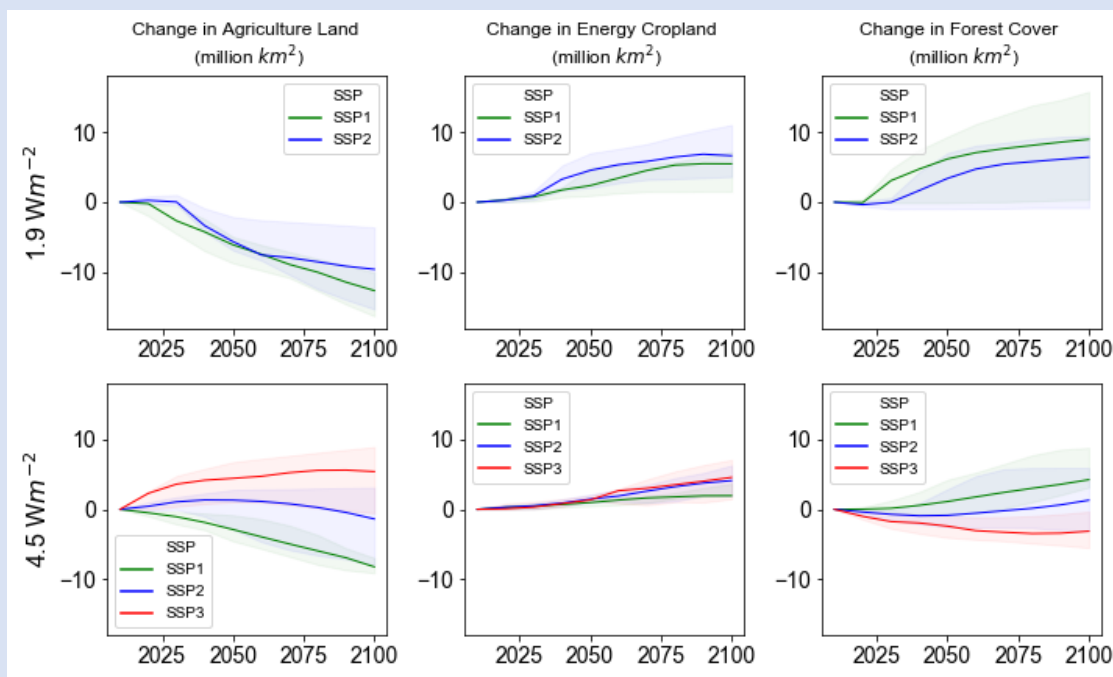 Change in Agriculture Land
(million km²)
Change in Energy Cropland
(million km²)
Change in Forest Cover
(million km²)
1.9 Wm⁻²
10
0
−10
SSP
SSP1
SSP2
2025 2050 2075 2100
10
0
−10
SSP
SSP1
SSP2
2025 2050 2075 2100
10
0
−10
SSP
SSP1
SSP2
2025 2050 2075 2100
4.5 Wm⁻²
10
0
−10
SSP
SSP1
SSP2
SSP3
2025 2050 2075 2100
10
0
−10
SSP
SSP1
SSP2
SSP3
2025 2050 2075 2100
10
0
−10
SSP
SSP1
SSP2
SSP3
2025 2050 2075 2100